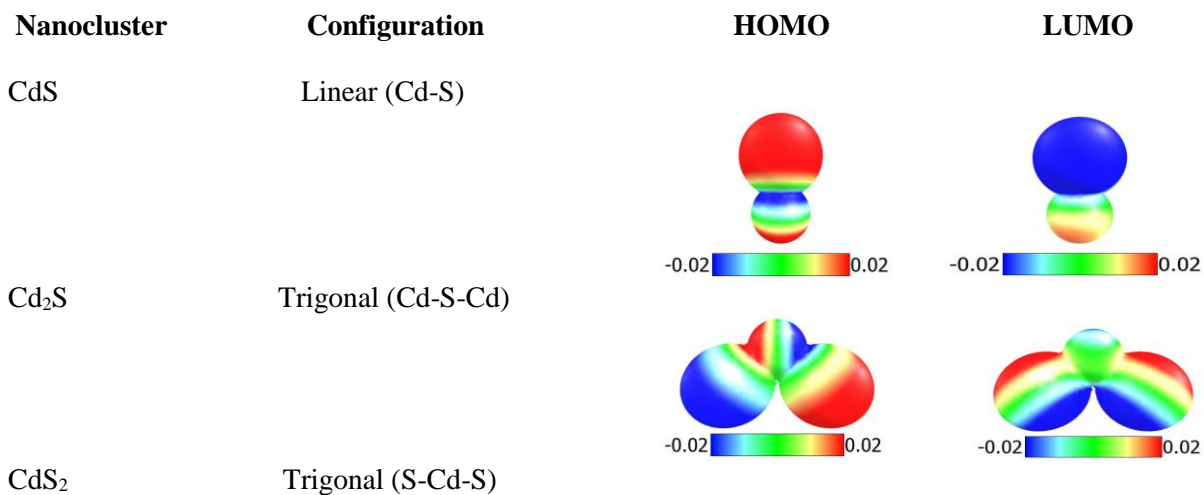 Nanocluster Configuration HOMO LUMO
CdS Linear (Cd-S)
-0.02 0.02 -0.02 0.02
Cd₂S Trigonal (Cd-S-Cd)
-0.02 0.02 -0.02 0.02
CdS₂ Trigonal (S-Cd-S)